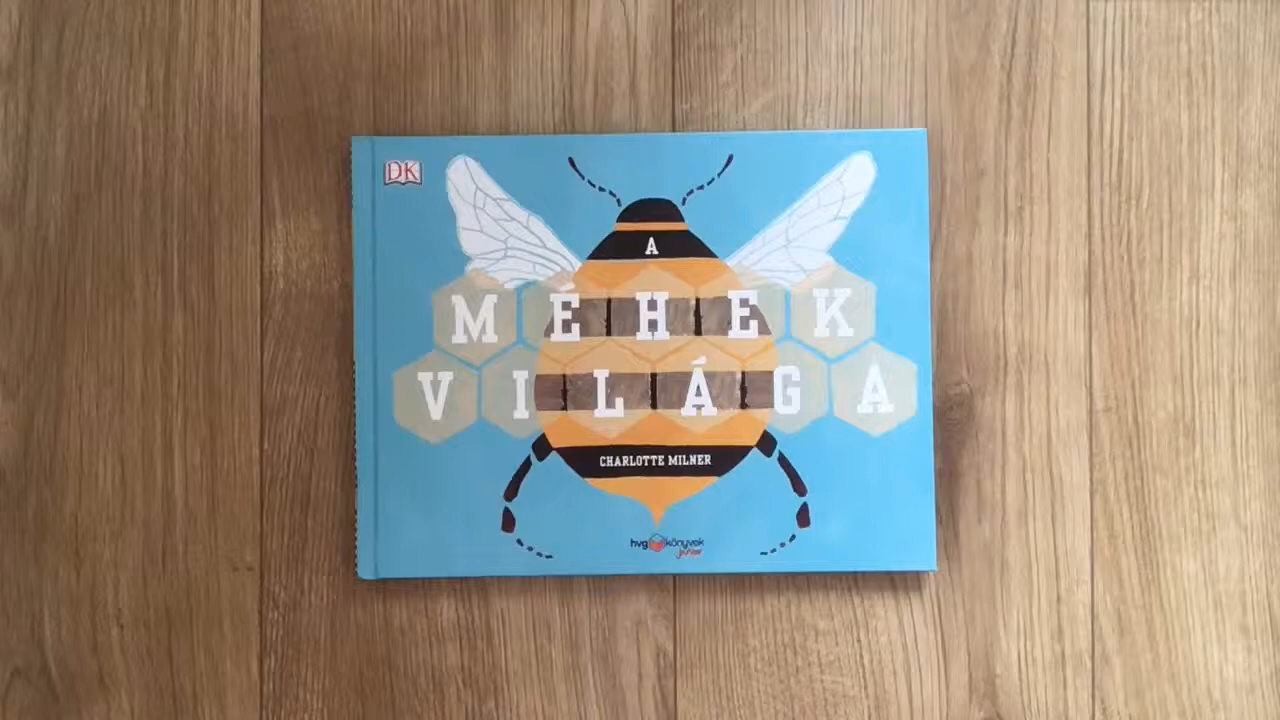 DK
A
MÉHEK
VILÁGA
CHARLOTTE MILNER
hvg könyvek
junior